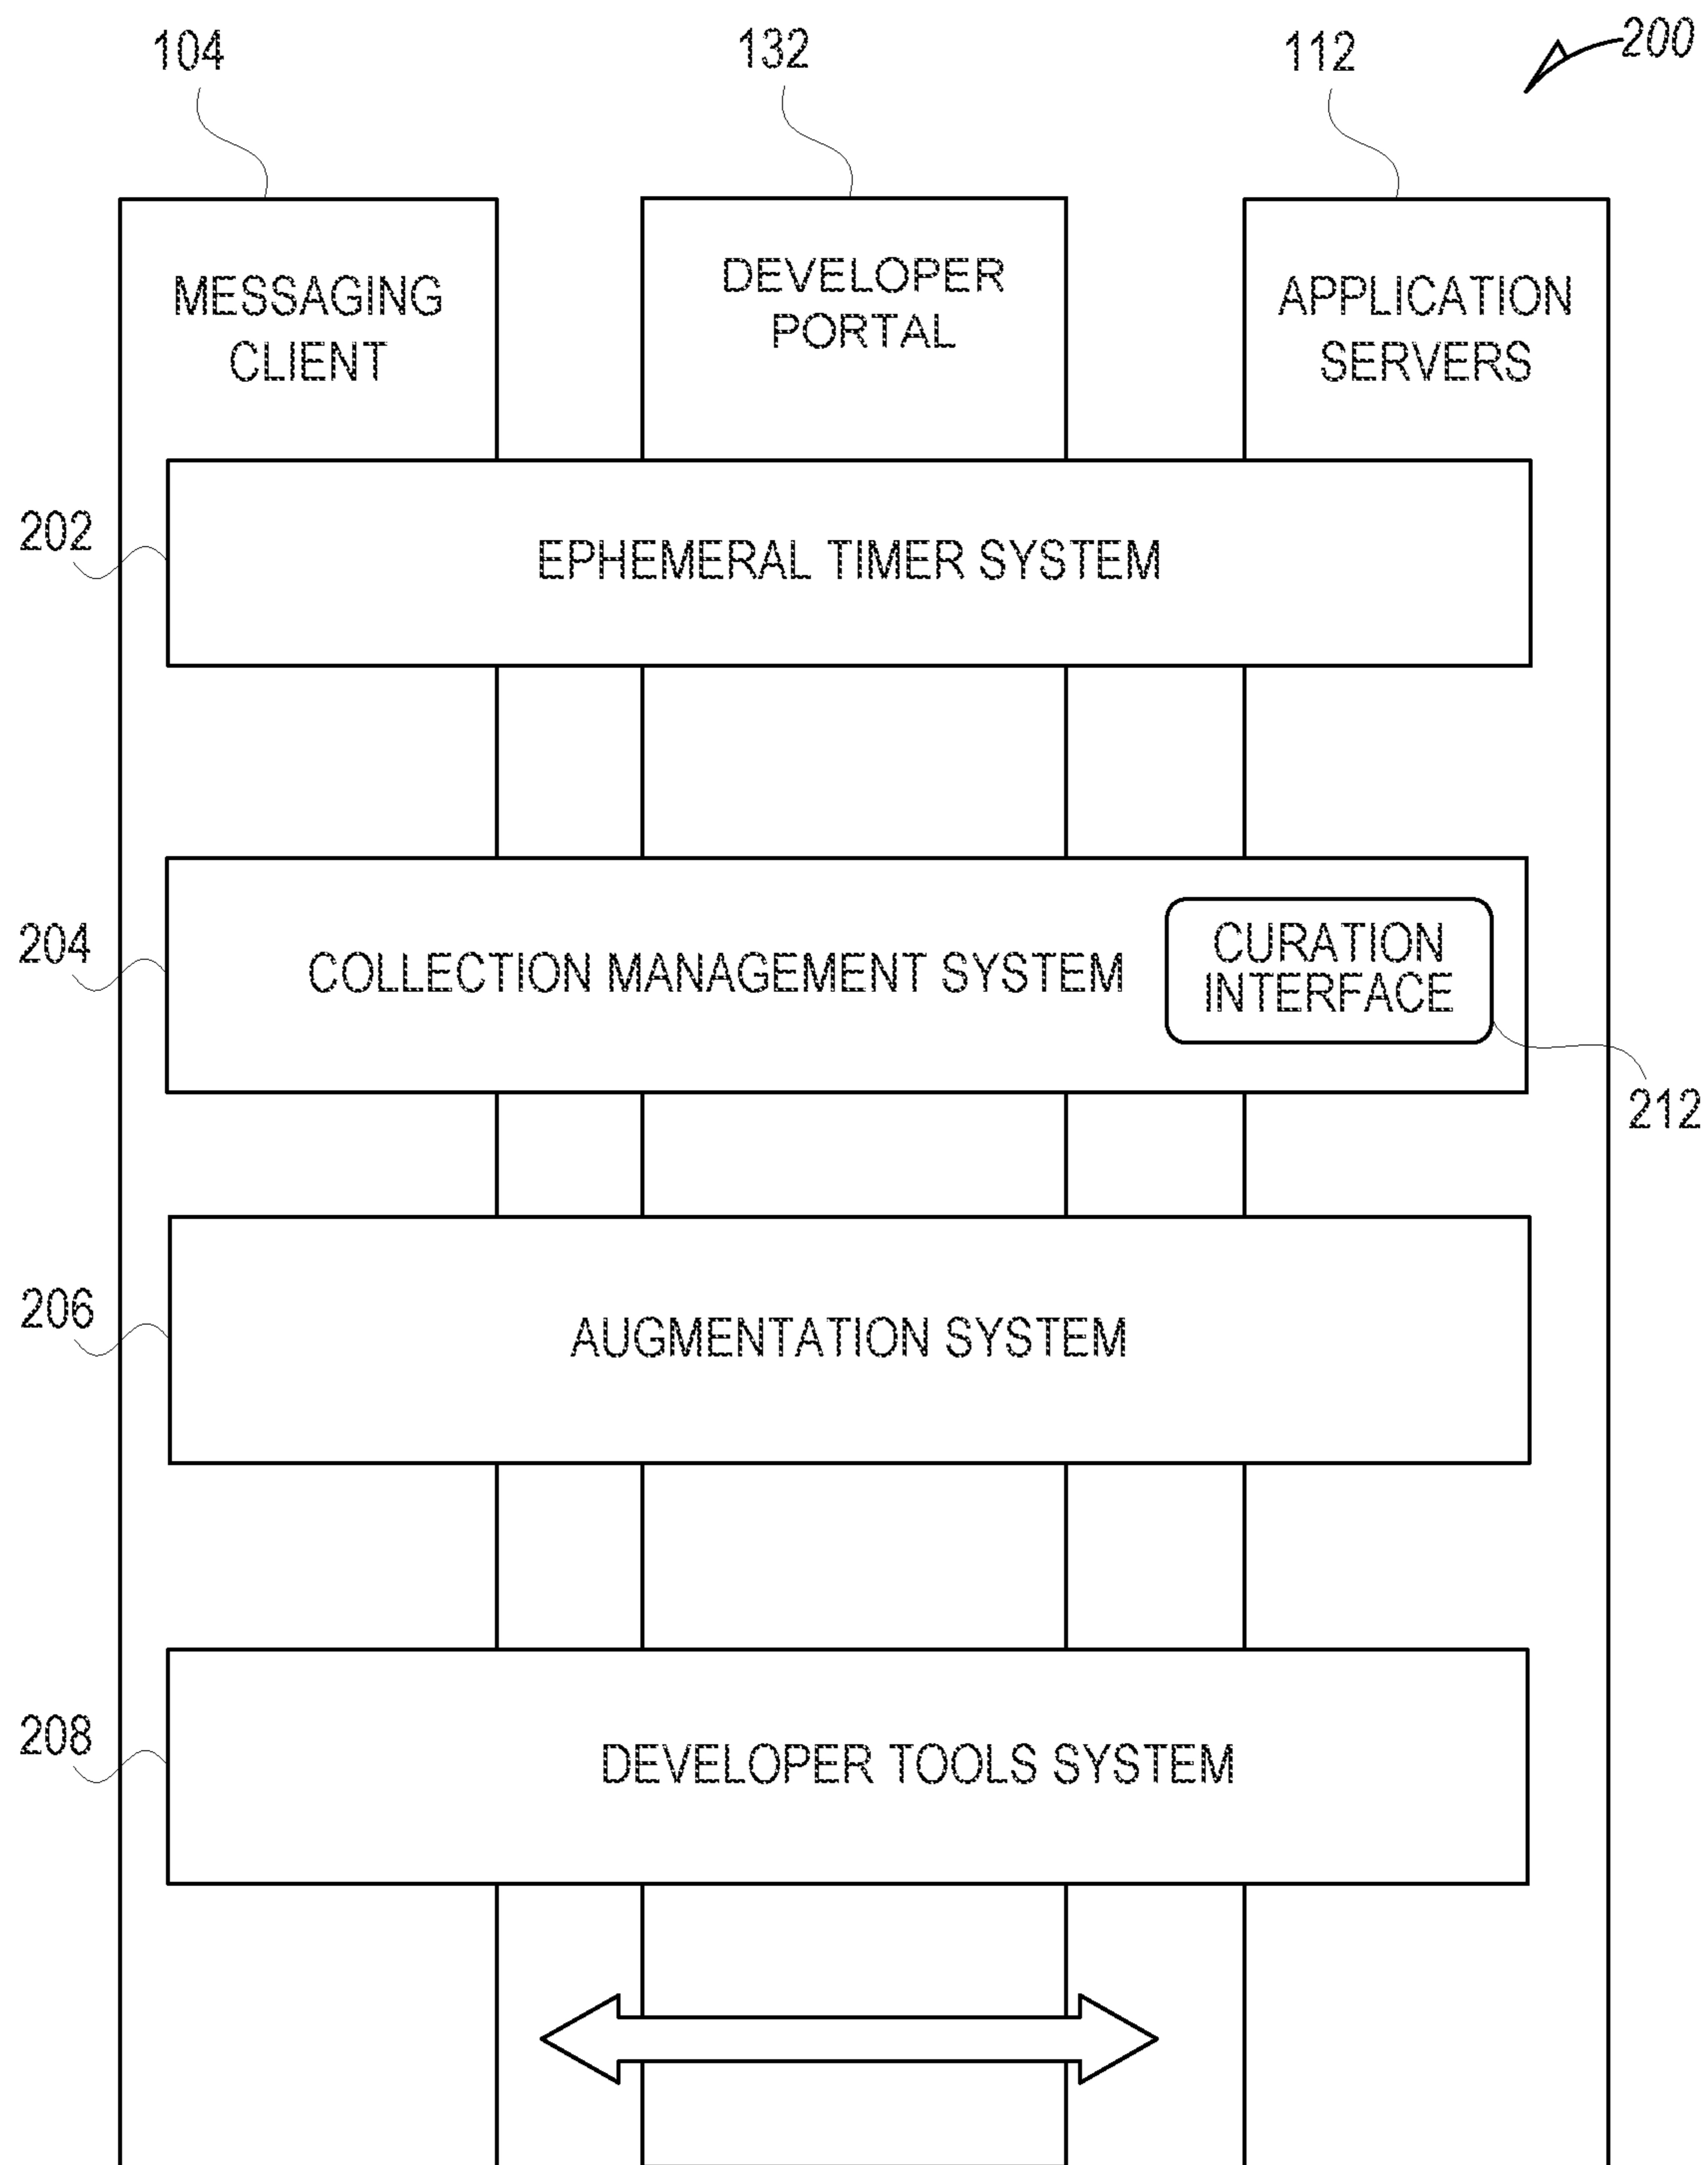 104
132
112
200
MESSAGING
CLIENT
DEVELOPER
PORTAL
APPLICATION
SERVERS
202
EPHEMERAL TIMER SYSTEM
204
COLLECTION MANAGEMENT SYSTEM
CURATION
INTERFACE
212
206
AUGMENTATION SYSTEM
208
DEVELOPER TOOLS SYSTEM